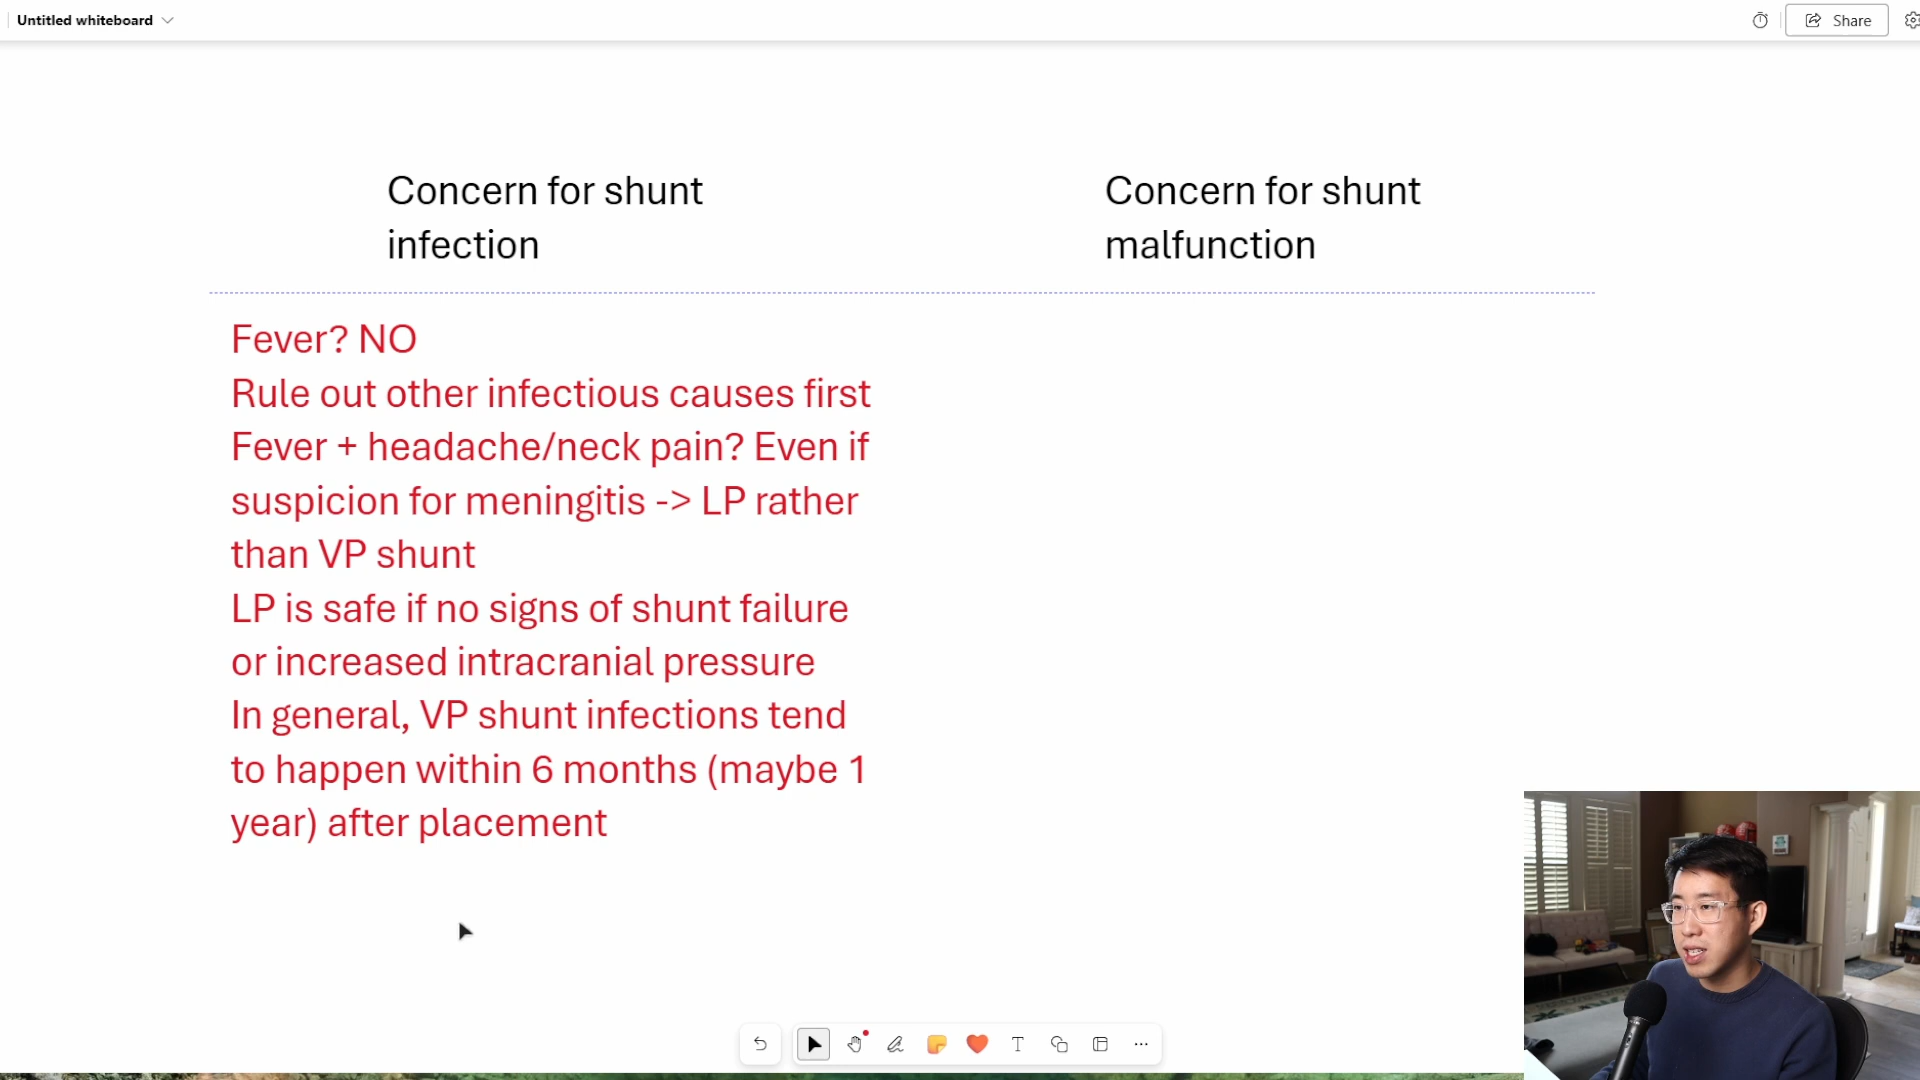 Untitled whiteboard
Share
Concern for shunt
infection
Concern for shunt
malfunction
Fever? NO
Rule out other infectious causes first
Fever + headache/neck pain? Even if
suspicion for meningitis -> LP rather
than VP shunt
LP is safe if no signs of shunt failure
or increased intracranial pressure
In general, VP shunt infections tend
to happen within 6 months (maybe 1
year) after placement